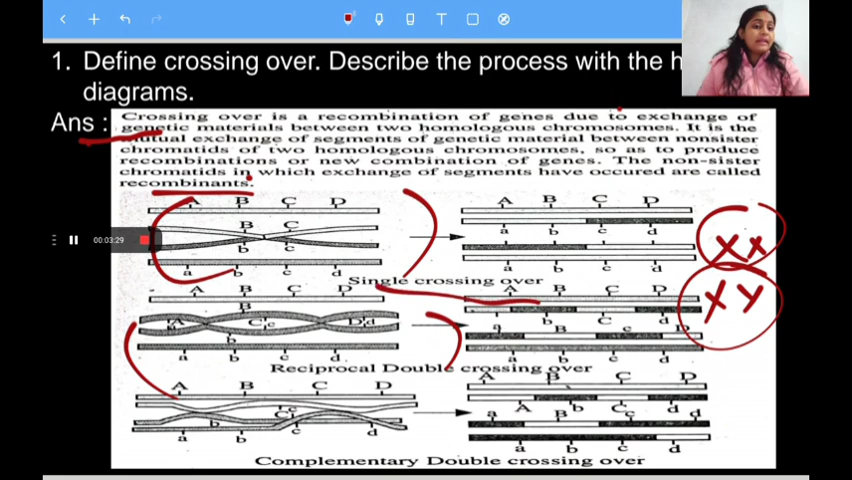 T
1. Define crossing over. Describe the process with the h
diagrams.
Ans :
Crossing over is a recombination of genes due to exchange of
genetic materials between two homologous chromosomes. It is the
mutual exchange of segments of genetic material between nonsister
chromatids of two homologous chromosomes, so as to produce
recombinations or new combination of genes. The non-sister
chromatids in which exchange of segments have occured are called
recombinants.
A B C D
A B C D
B C
a b c d
00:03:29
b c
a b c d
a b c d
Single crossing over
X x
X Y
A B C D
A B C D
B
A C c D d
b
a b C d
a B c D
a b c d
a b c d
Reciprocal Double crossing over
A B C D
A B C D
C c
A b C d
b
a B c d
a b c d
a b c d
Complementary Double crossing over